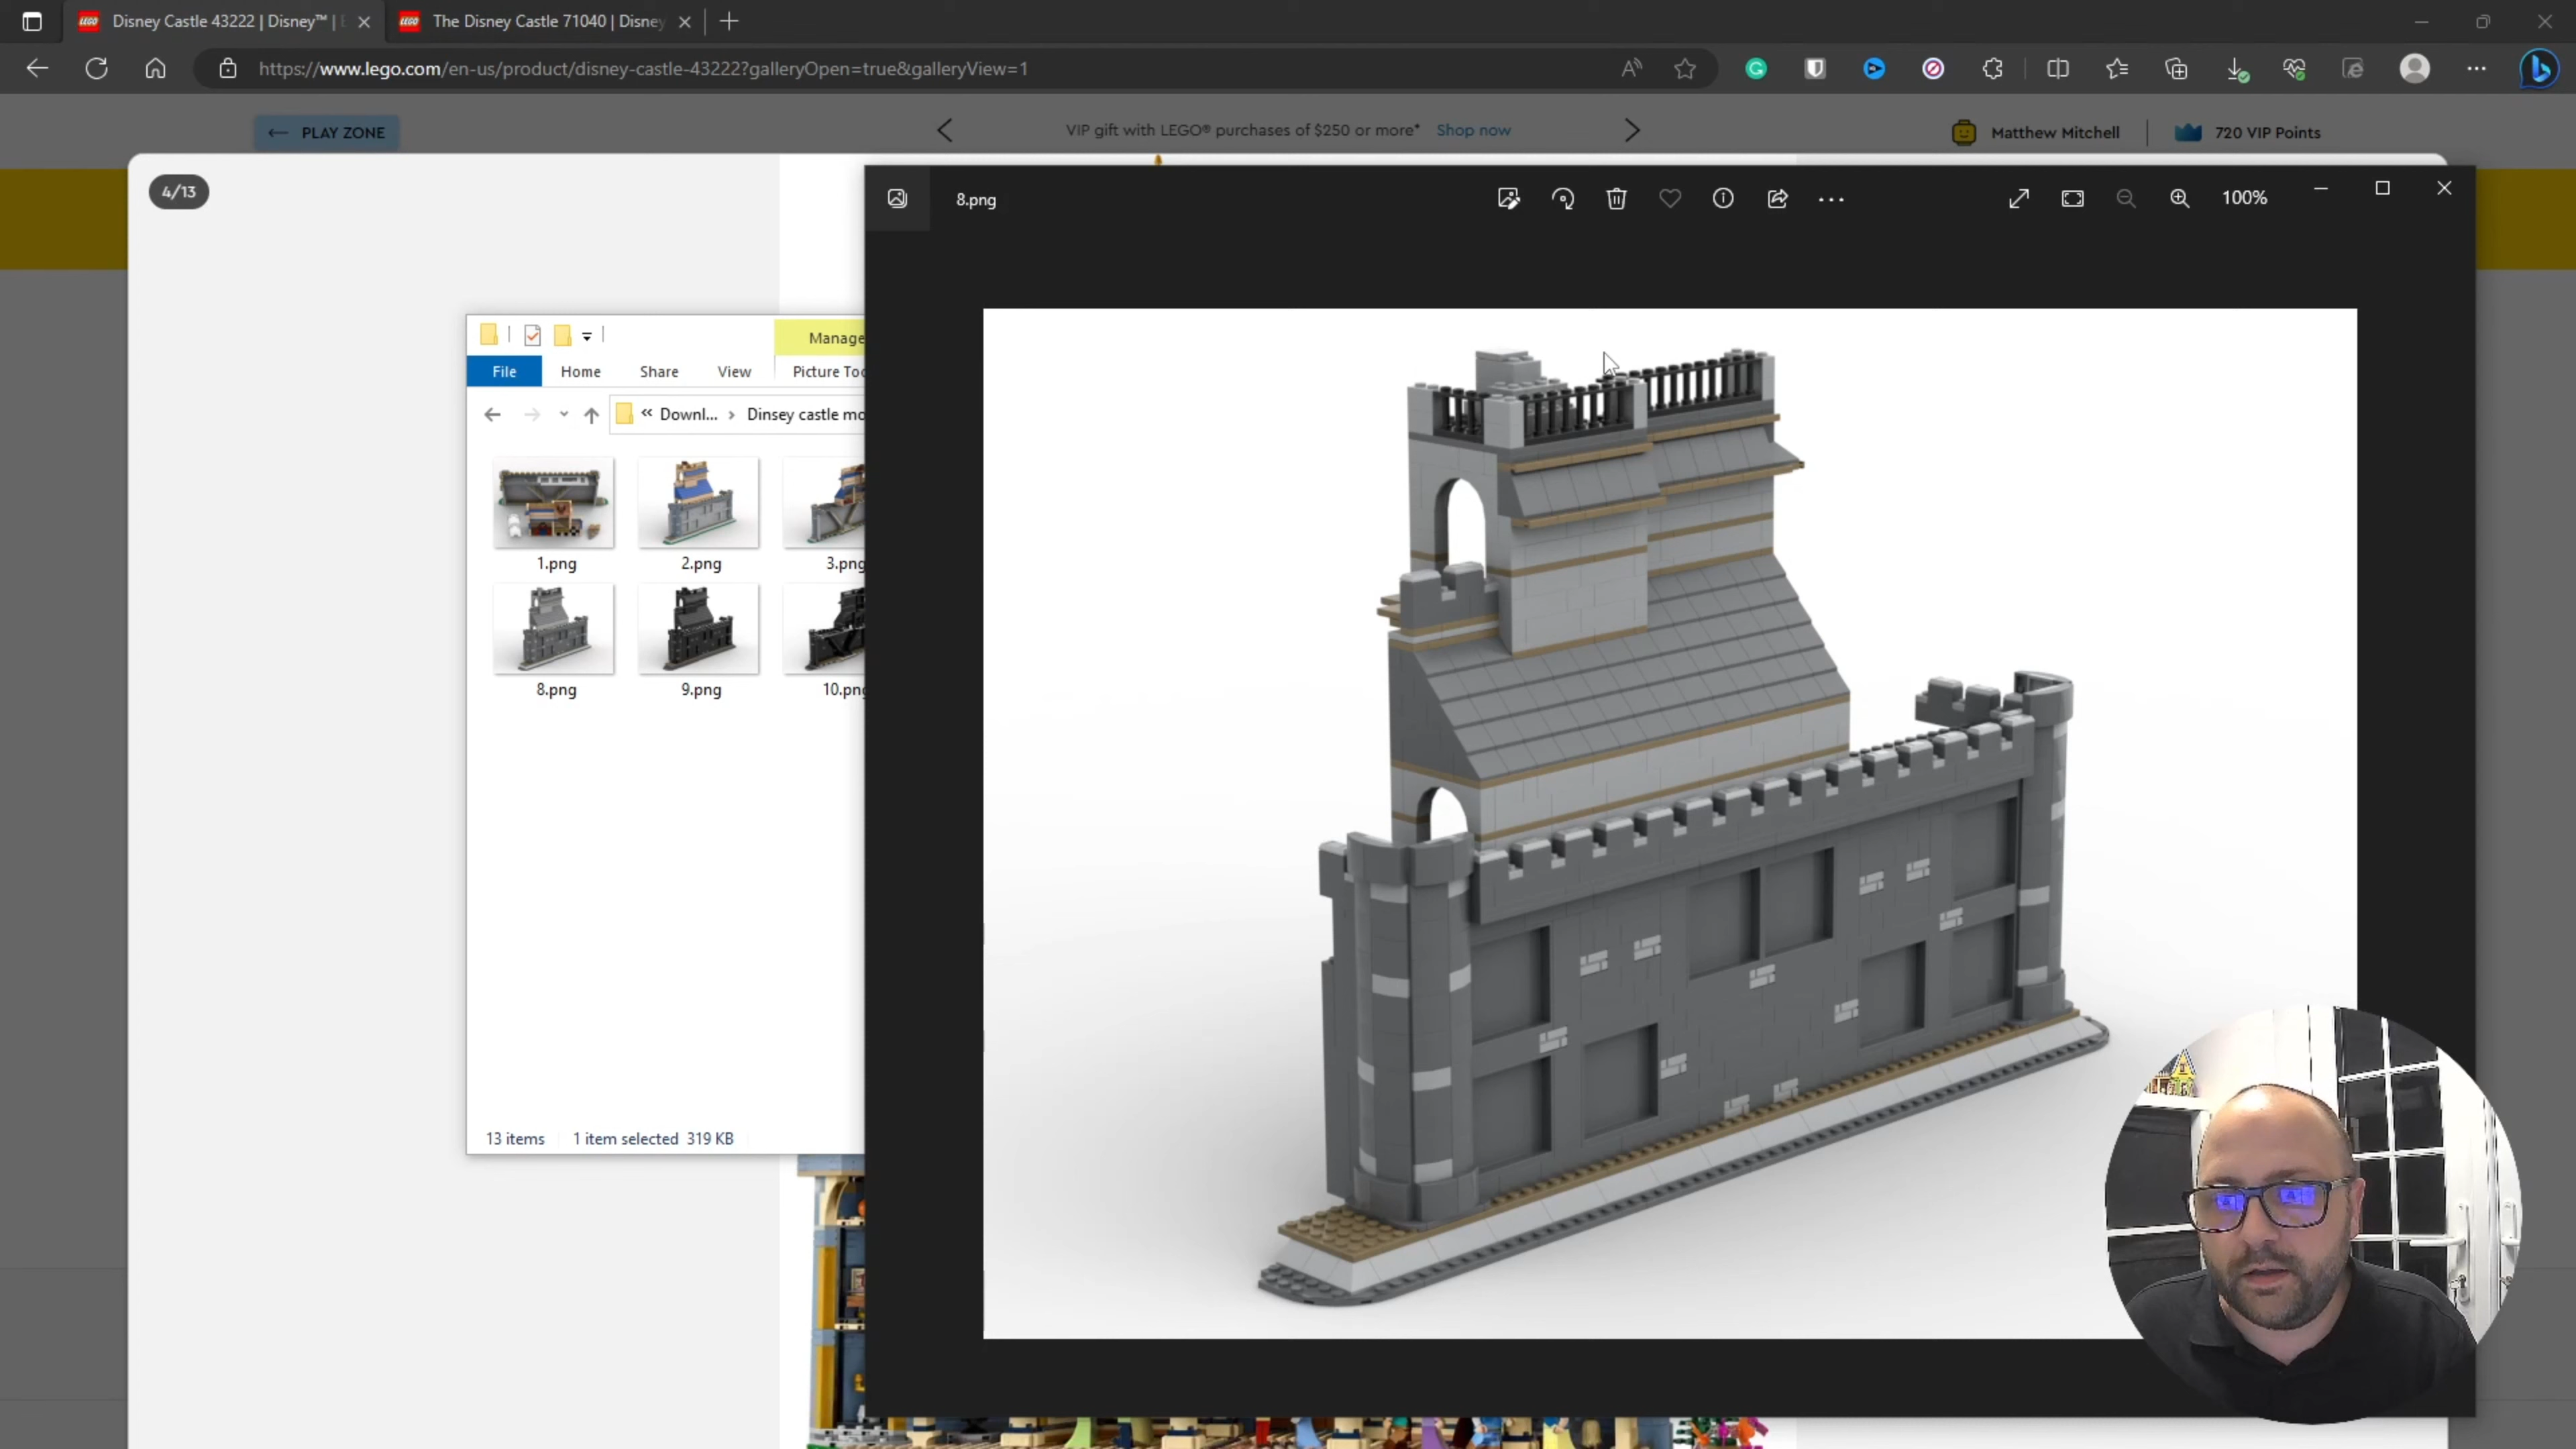 Disney Castle 43222 | Disney™ | E
The Disney Castle 71040 | Disney
https://www.lego.com/en-us/product/disney-castle-43222?galleryOpen=true&galleryView=1
PLAY ZONE
VIP gift with LEGO® purchases of $250 or more* Shop now
Matthew Mitchell
720 VIP Points
4/13
8.png
100%
Manage
File Home Share View Picture Too
« Downl... › Dinsey castle mo
1.png 2.png 3.png
8.png 9.png 10.png
13 items 1 item selected 319 KB